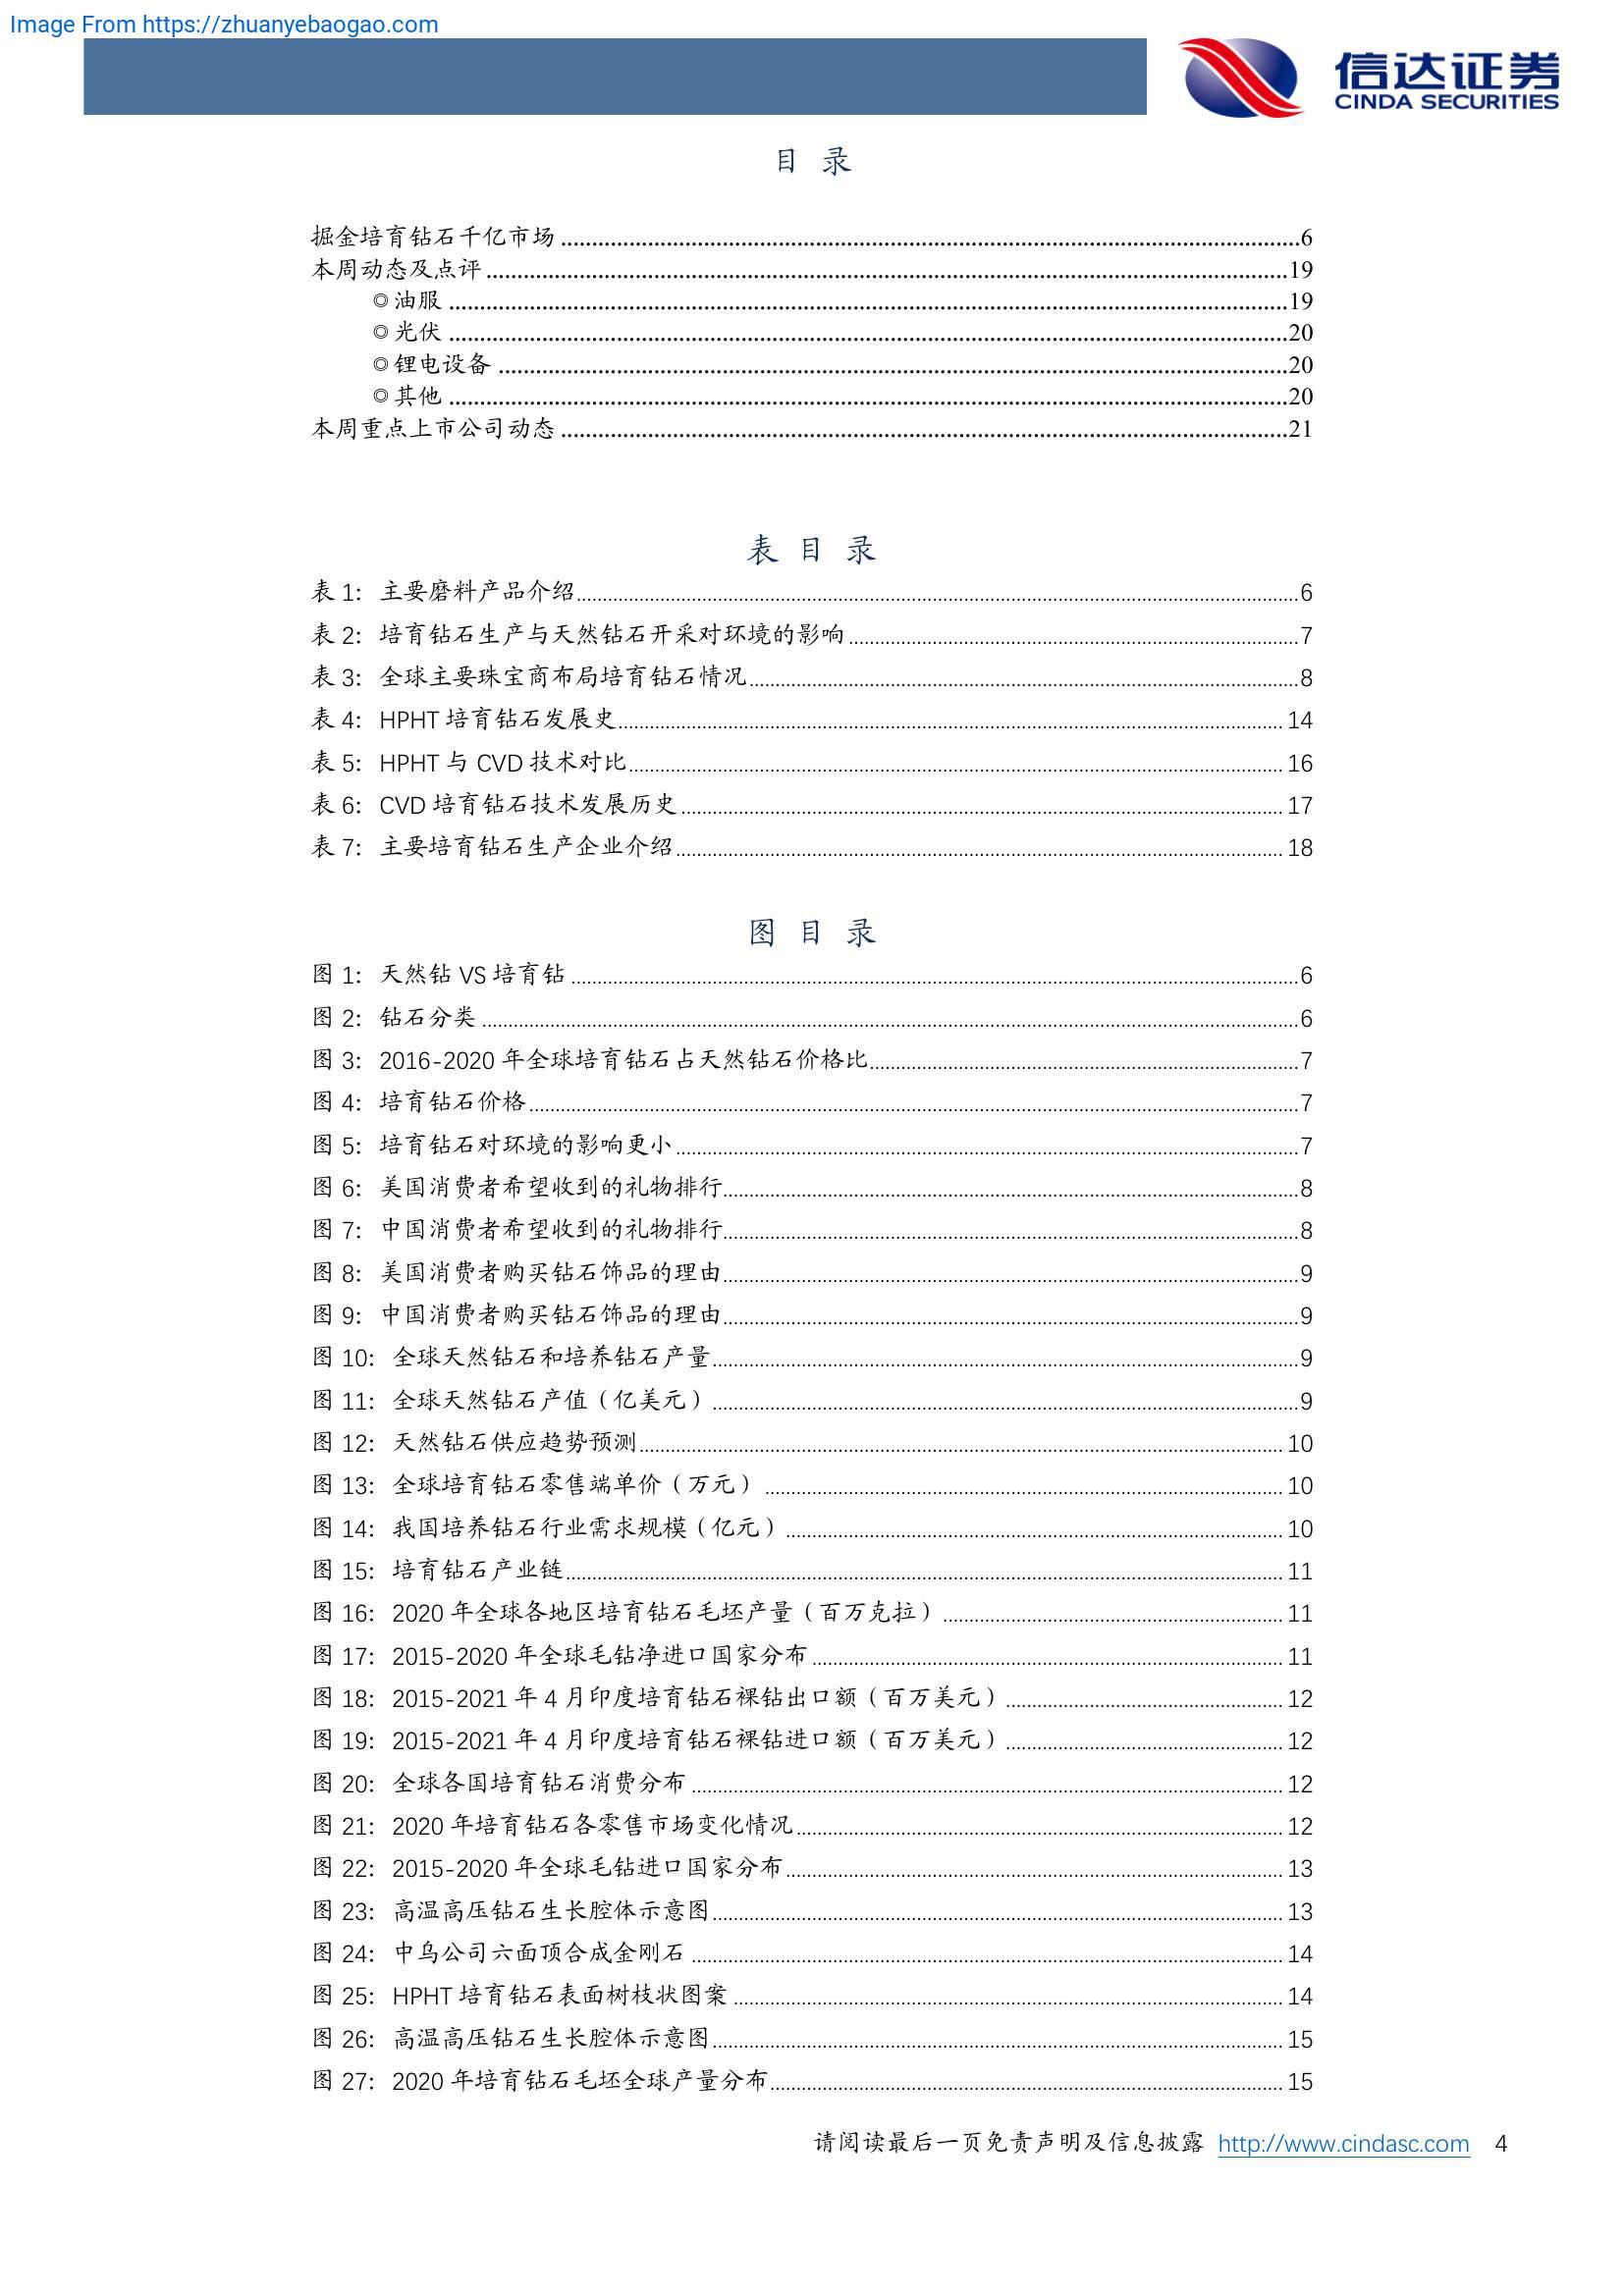 Image From https://zhuanyebaogao.com
信达证券
CINDA SECURITIES
目 录
掘金培育钻石千亿市场 6
本周动态及点评 19
◎油服 19
◎光伏 20
◎锂电设备 20
◎其他 20
本周重点上市公司动态 21
表 目 录
表 1: 主要磨料产品介绍 6
表 2: 培育钻石生产与天然钻石开采对环境的影响 7
表 3: 全球主要珠宝商布局培育钻石情况 8
表 4: HPHT 培育钻石发展史 14
表 5: HPHT 与 CVD 技术对比 16
表 6: CVD 培育钻石技术发展历史 17
表 7: 主要培育钻石生产企业介绍 18
图 目 录
图 1: 天然钻 VS 培育钻 6
图 2: 钻石分类 6
图 3: 2016-2020 年全球培育钻石占天然钻石价格比 7
图 4: 培育钻石价格 7
图 5: 培育钻石对环境的影响更小 7
图 6: 美国消费者希望收到的礼物排行 8
图 7: 中国消费者希望收到的礼物排行 8
图 8: 美国消费者购买钻石饰品的理由 9
图 9: 中国消费者购买钻石饰品的理由 9
图 10: 全球天然钻石和培养钻石产量 9
图 11: 全球天然钻石产值（亿美元） 9
图 12: 天然钻石供应趋势预测 10
图 13: 全球培育钻石零售端单价（万元） 10
图 14: 我国培养钻石行业需求规模（亿元） 10
图 15: 培育钻石产业链 11
图 16: 2020 年全球各地区培育钻石毛坯产量（百万克拉） 11
图 17: 2015-2020 年全球毛钻净进口国家分布 11
图 18: 2015-2021 年 4 月印度培育钻石裸钻出口额（百万美元） 12
图 19: 2015-2021 年 4 月印度培育钻石裸钻进口额（百万美元） 12
图 20: 全球各国培育钻石消费分布 12
图 21: 2020 年培育钻石各零售市场变化情况 12
图 22: 2015-2020 年全球毛钻进口国家分布 13
图 23: 高温高压钻石生长腔体示意图 13
图 24: 中乌公司六面顶合成金刚石 14
图 25: HPHT 培育钻石表面树枝状图案 14
图 26: 高温高压钻石生长腔体示意图 15
图 27: 2020 年培育钻石毛坯全球产量分布 15
请阅读最后一页免责声明及信息披露 http://www.cindasc.com 4